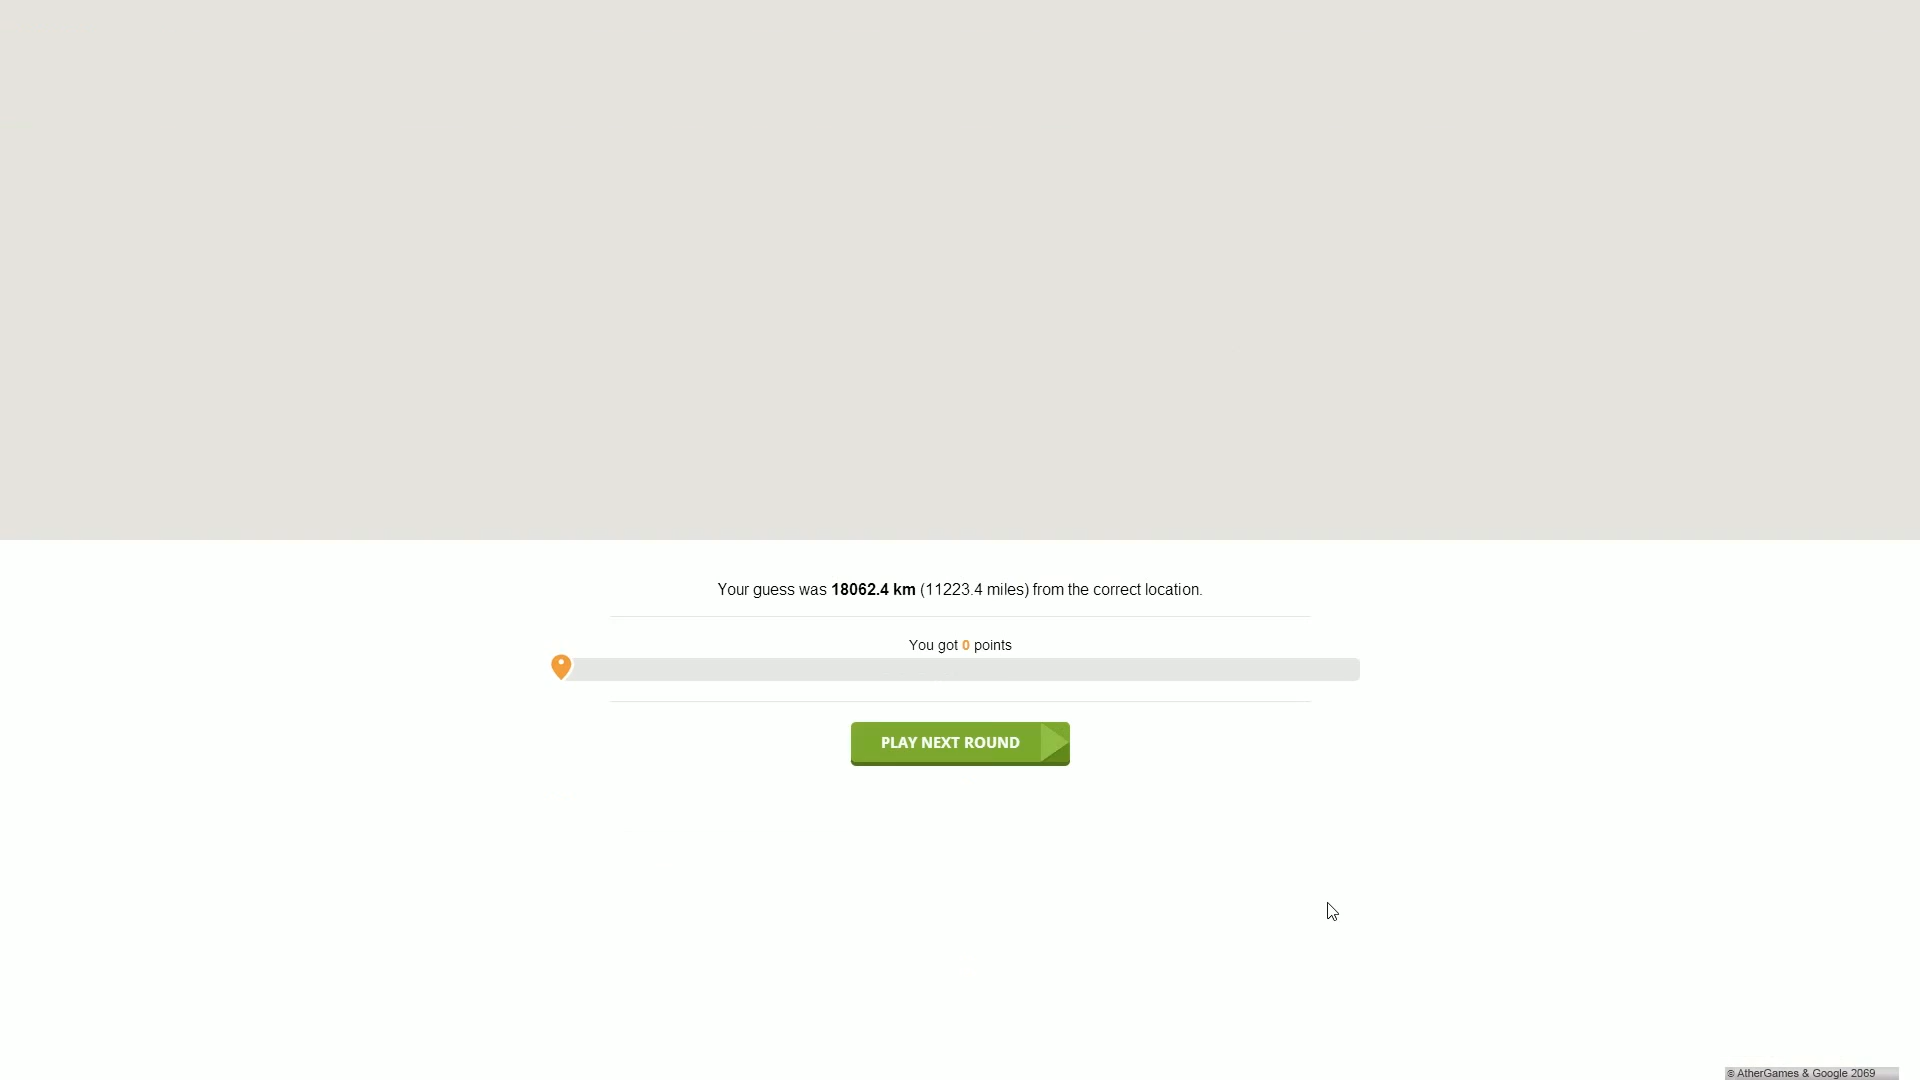 Your guess was 18062.4 km (11223.4 miles) from the correct location.
You got 0 points
PLAY NEXT ROUND
© AtherGames & Google 2069